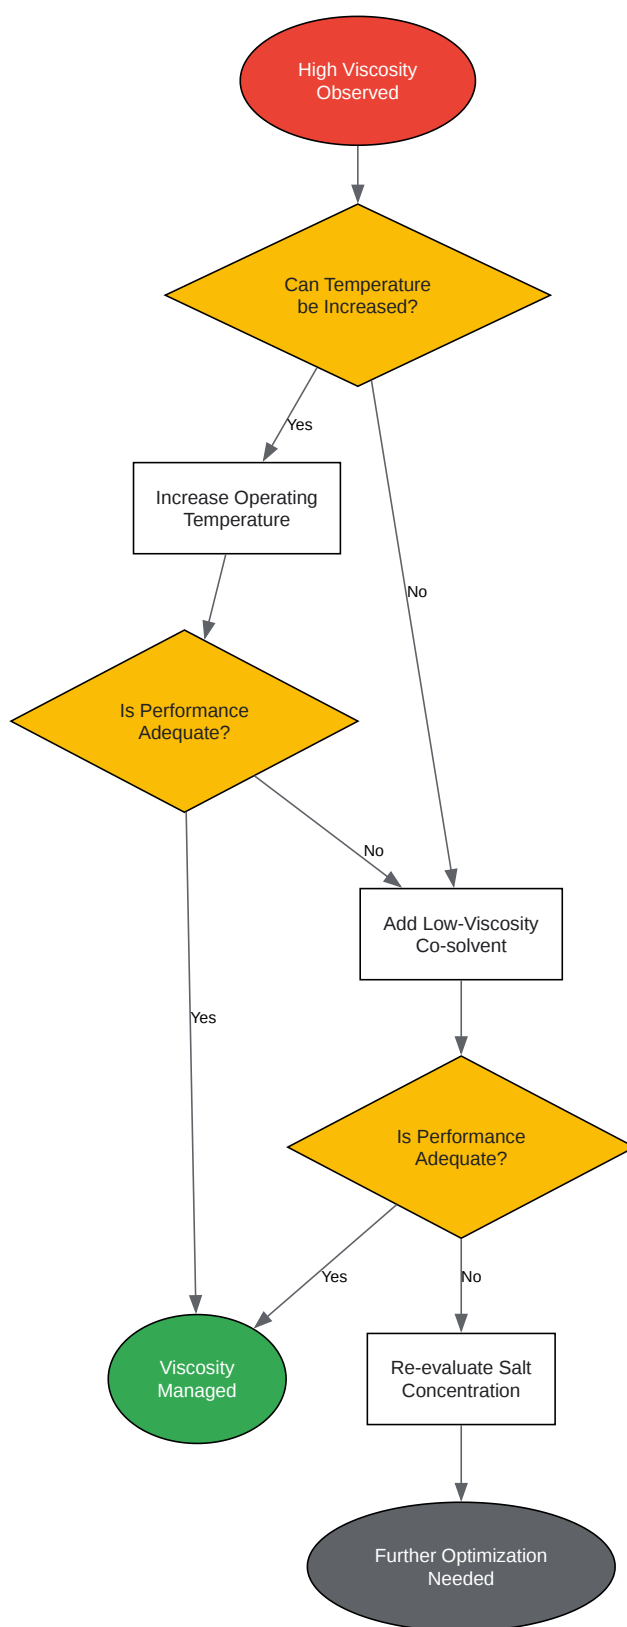 High Viscosity
Observed
Can Temperature
be Increased?
Yes
Increase Operating
Temperature
No
Is Performance
Adequate?
No
Add Low-Viscosity
Co-solvent
Yes
Is Performance
Adequate?
Yes
No
Viscosity
Managed
Re-evaluate Salt
Concentration
Further Optimization
Needed